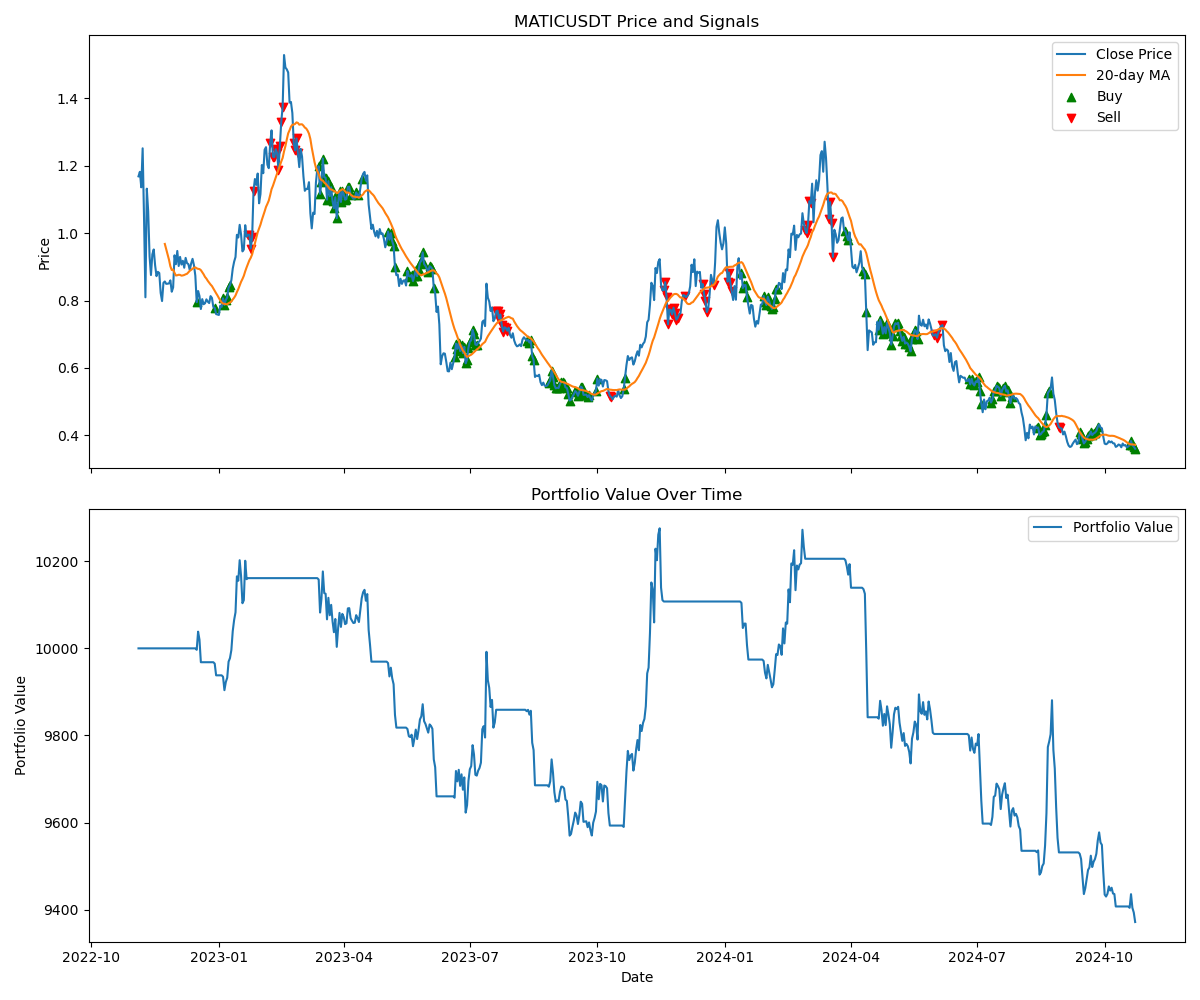 MATICUSDT Price and Signals
Close Price
20-day MA
Buy
Sell
Price
1.4
1.2
1.0
0.8
0.6
0.4
Portfolio Value Over Time
Portfolio Value
Portfolio Value
10200
10000
9800
9600
9400
2022-10
2023-01
2023-04
2023-07
2023-10
2024-01
2024-04
2024-07
2024-10
Date